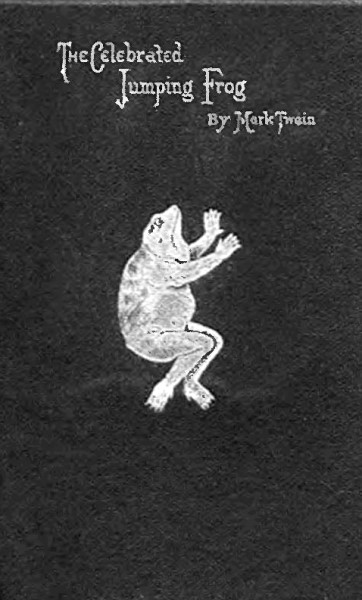 The Celebrated
Jumping Frog
By Mark Twain